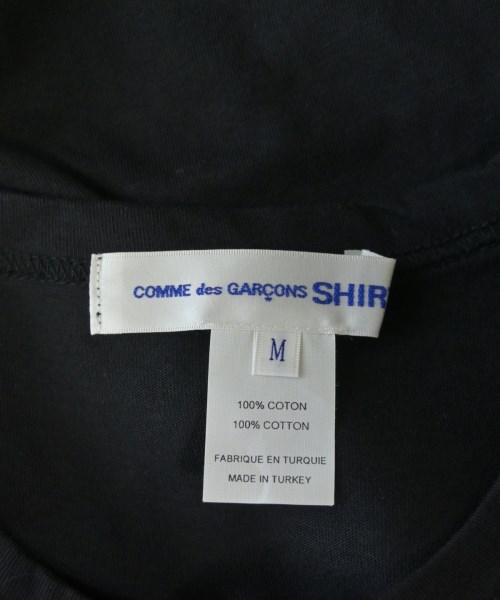 COMME des GARÇONS SHIR
M
100% COTON
100% COTTON
FABRIQUE EN TURQUIE
MADE IN TURKEY